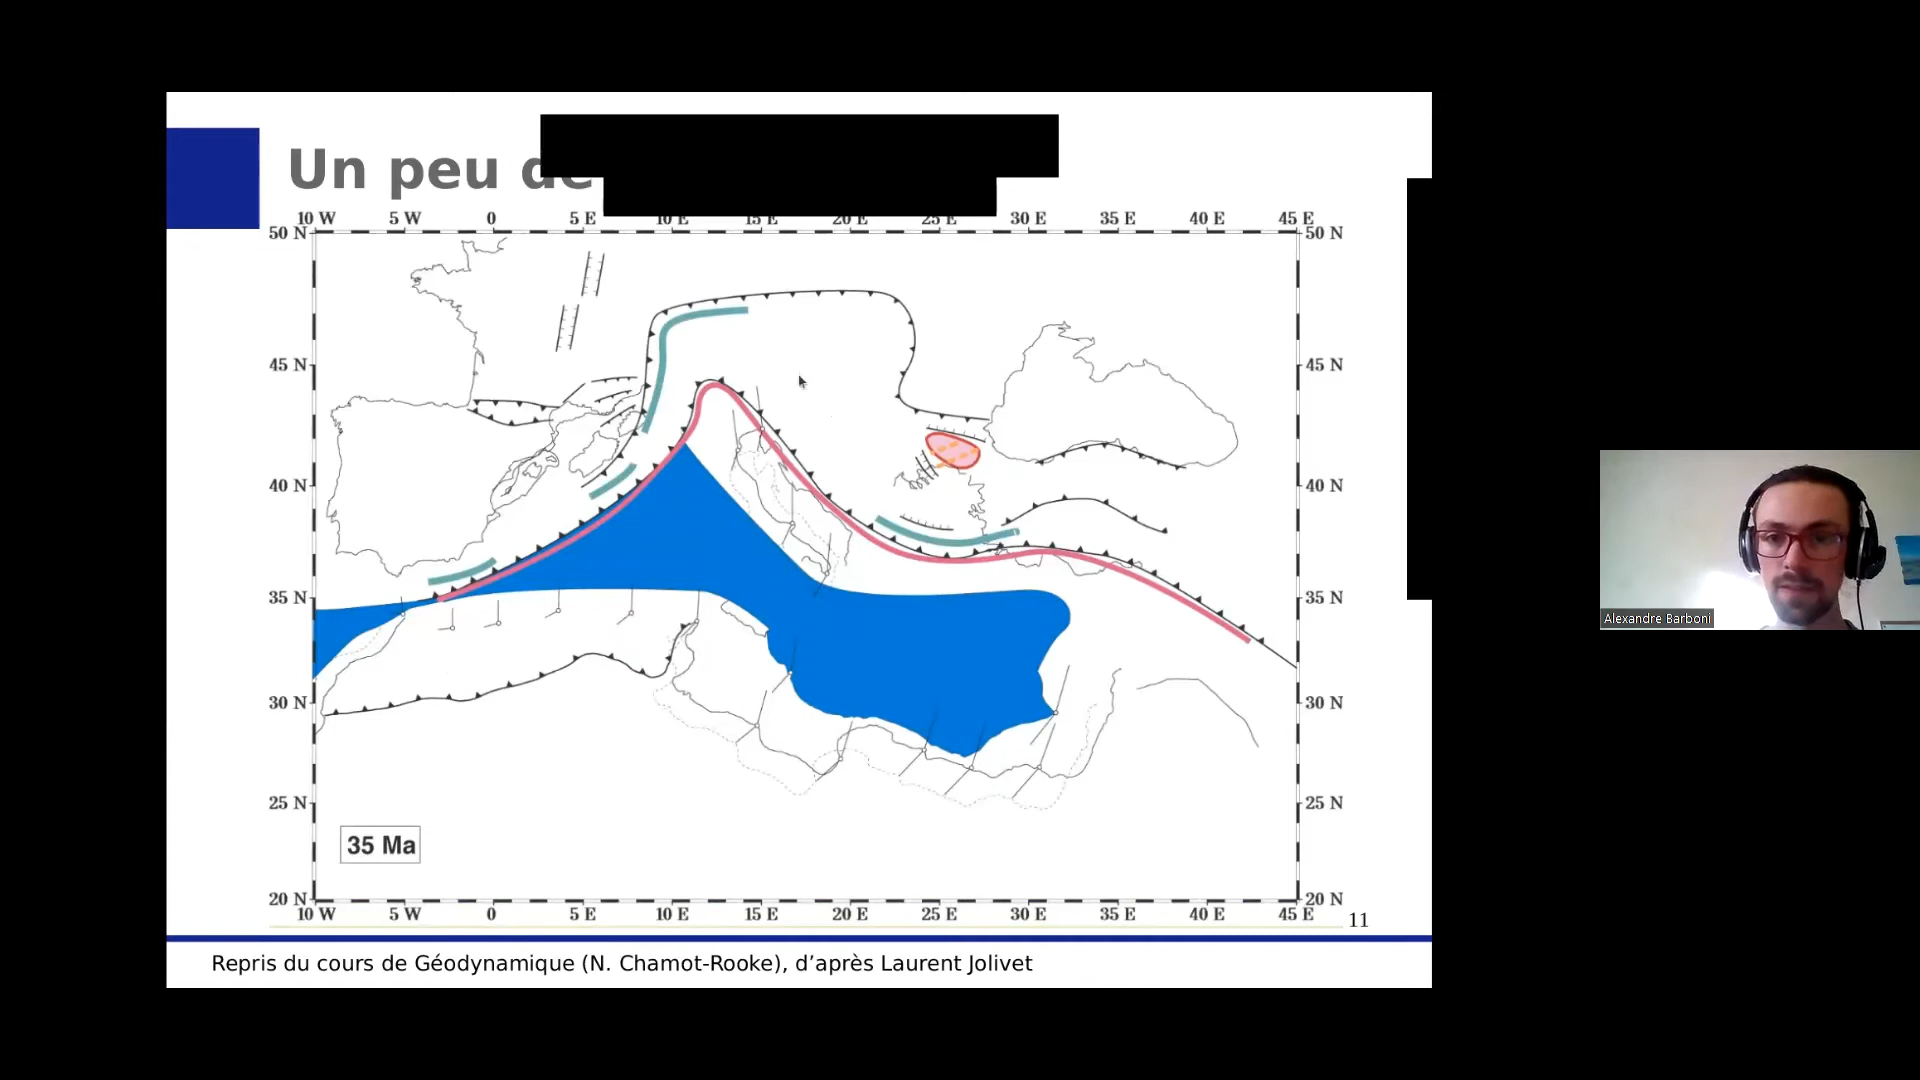 Un peu de
10 W 5 W 0 5 E 10 E 15 E 20 E 25 E 30 E 35 E 40 E 45 E
50 N 50 N
45 N 45 N
40 N 40 N
35 N 35 N
30 N 30 N
25 N 25 N
35 Ma
20 N 20 N
10 W 5 W 0 5 E 10 E 15 E 20 E 25 E 30 E 35 E 40 E 45 E
11
Repris du cours de Géodynamique (N. Chamot-Rooke), d’après Laurent Jolivet
Alexandre Barboni